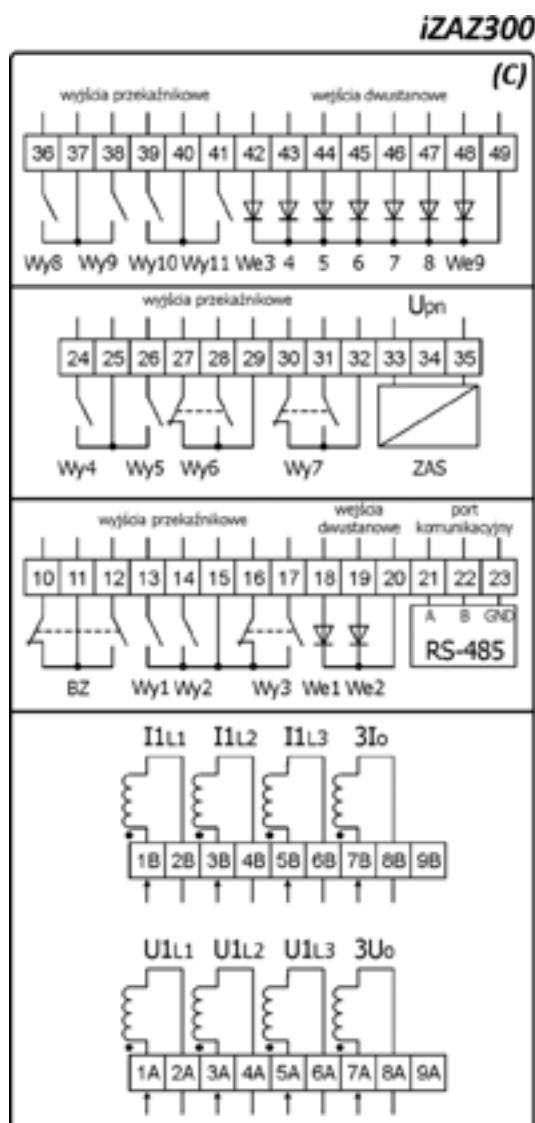 iZAZ300
(C)
wyjścia przekaźnikowe wejścia dwustanowe
36 37 38 39 40 41 42 43 44 45 46 47 48 49
Wy8 Wy9 Wy10 Wy11 We3 4 5 6 7 8 We9
wyjścia przekaźnikowe Upn
24 25 26 27 28 29 30 31 32 33 34 35
Wy4 Wy5 Wy6 Wy7 ZAS
wyjścia przekaźnikowe wejścia dwustanowe port komunikacyjny
10 11 12 13 14 15 16 17 18 19 20 21 22 23
A B GND
RS-485
BZ Wy1 Wy2 Wy3 We1 We2
I1L1 I1L2 I1L3 3Io
1B 2B 3B 4B 5B 6B 7B 8B 9B
U1L1 U1L2 U1L3 3Uo
1A 2A 3A 4A 5A 6A 7A 8A 9A